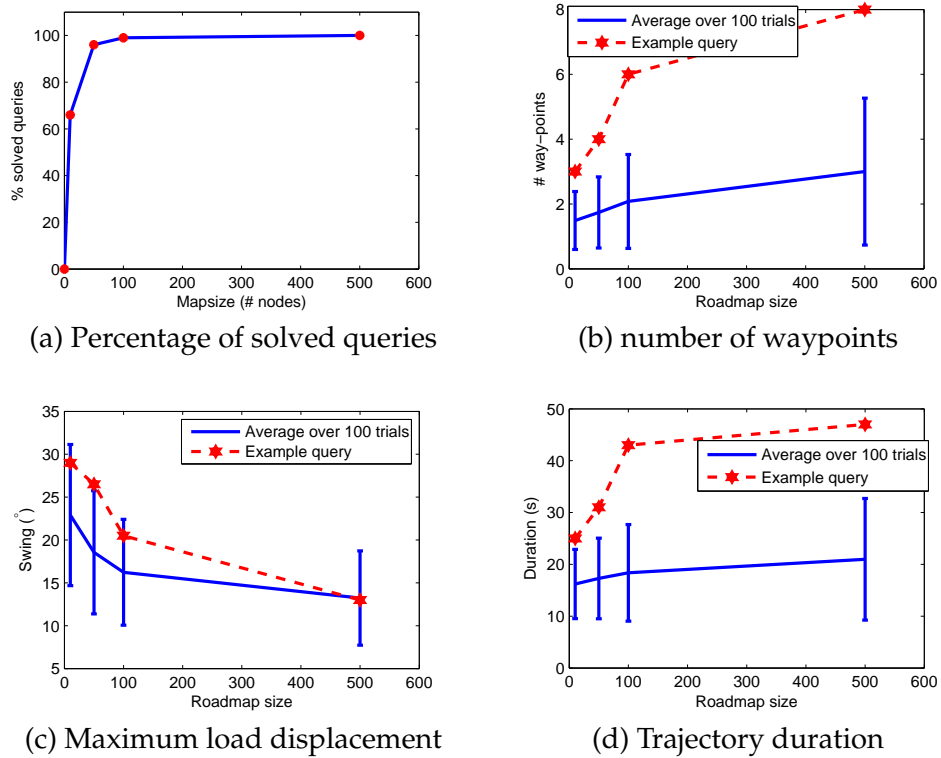 100
80
60
40
20
0
% solved queries
0 100 200 300 400 500 600
Mapsize (# nodes)
(a) Percentage of solved queries
8
6
4
2
0
# way-points
Average over 100 trials
Example query
0 100 200 300 400 500 600
Roadmap size
(b) number of waypoints
35
30
25
20
15
10
5
Swing (°)
Average over 100 trials
Example query
0 100 200 300 400 500 600
Roadmap size
(c) Maximum load displacement
50
40
30
20
10
0
Duration (s)
Average over 100 trials
Example query
0 100 200 300 400 500 600
Roadmap size
(d) Trajectory duration